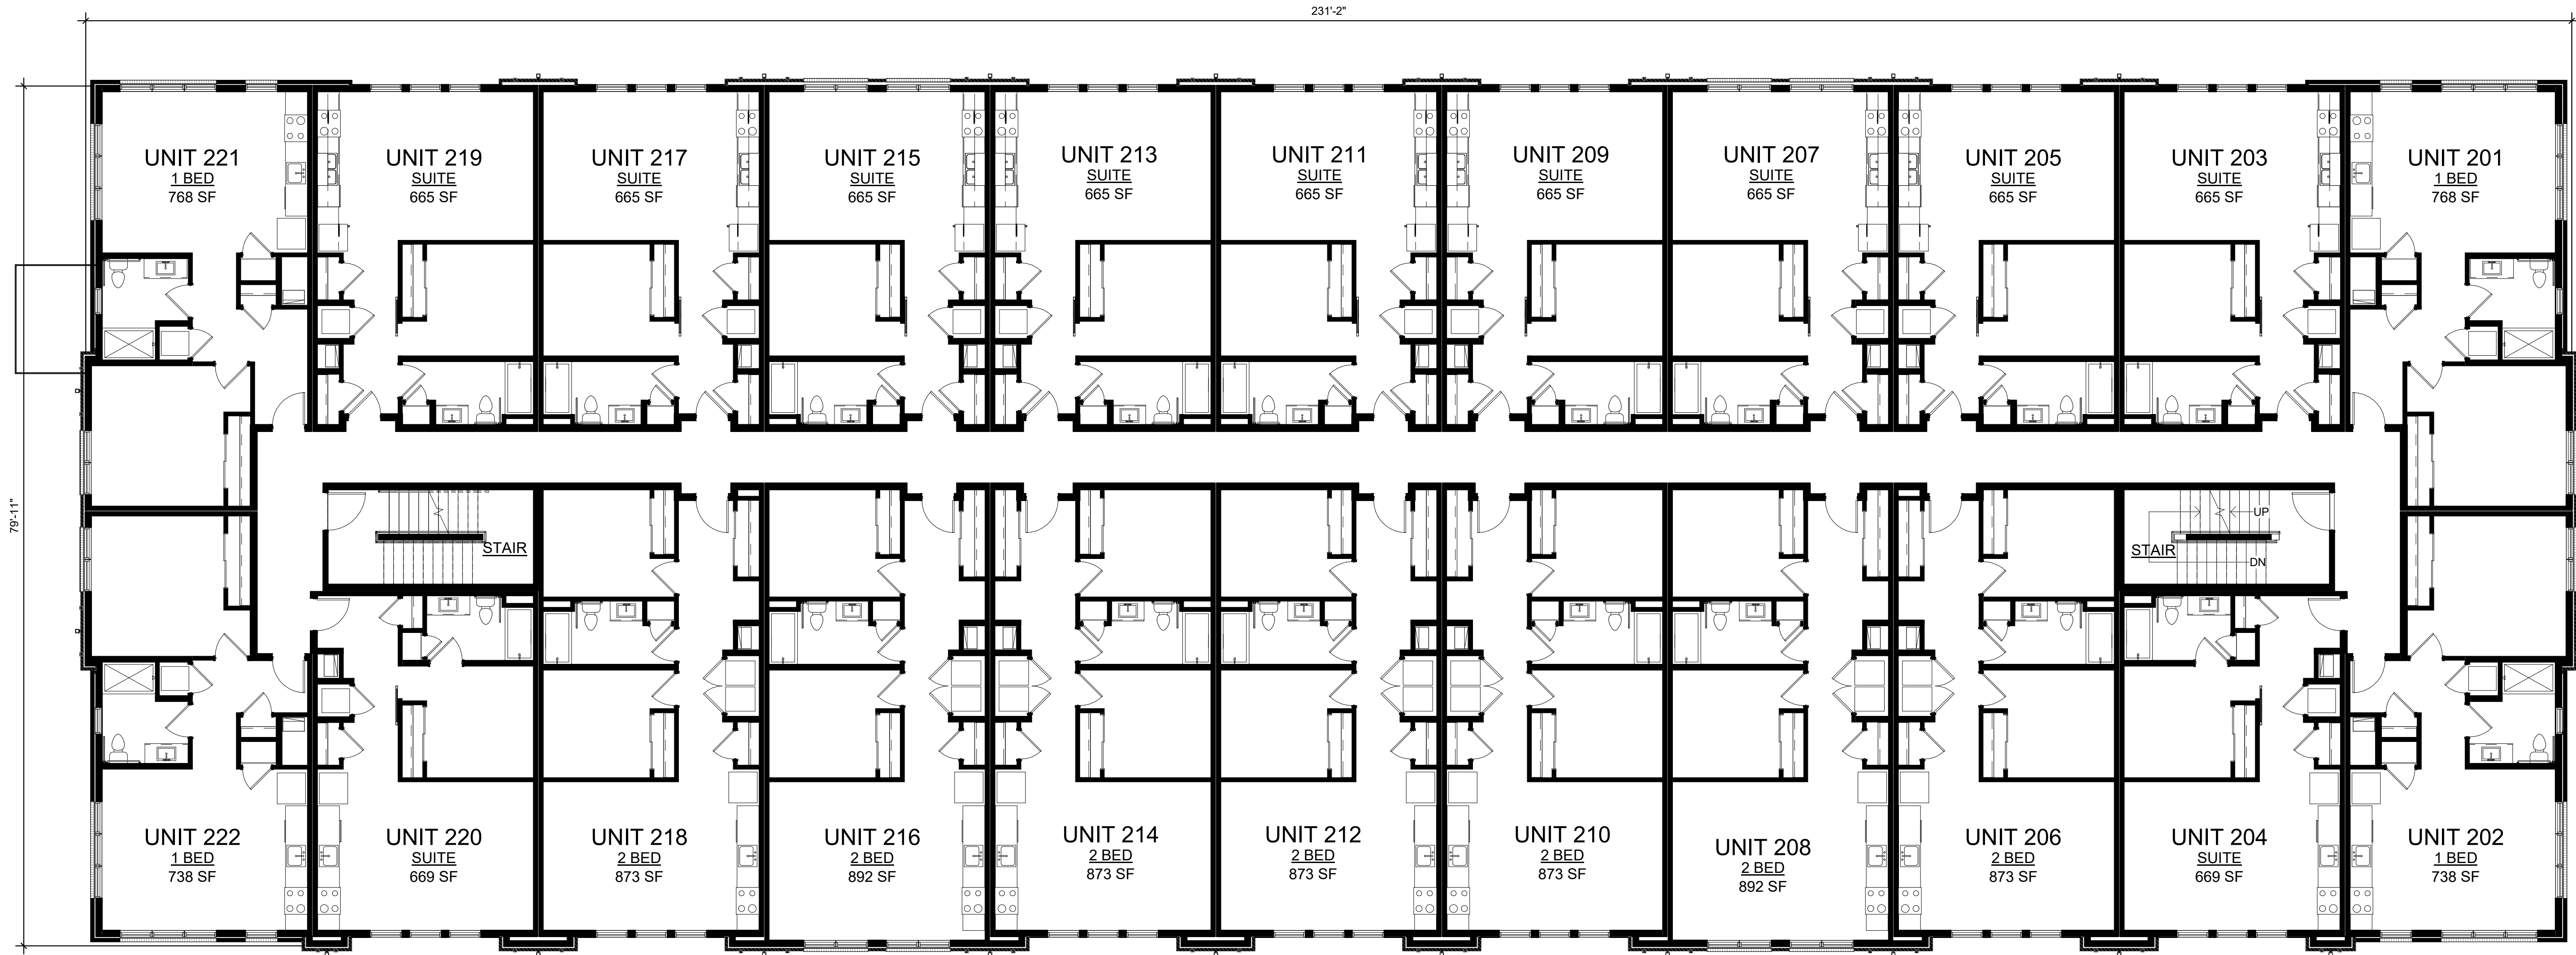 231'-2"
UNIT 221
1 BED
768 SF
UNIT 219
SUITE
665 SF
UNIT 217
SUITE
665 SF
UNIT 215
SUITE
665 SF
UNIT 213
SUITE
665 SF
UNIT 211
SUITE
665 SF
UNIT 209
SUITE
665 SF
UNIT 207
SUITE
665 SF
UNIT 205
SUITE
665 SF
UNIT 203
SUITE
665 SF
UNIT 201
1 BED
768 SF
79'-11"
STAIR
UP
STAIR
DN
UNIT 222
1 BED
738 SF
UNIT 220
SUITE
669 SF
UNIT 218
2 BED
873 SF
UNIT 216
2 BED
892 SF
UNIT 214
2 BED
873 SF
UNIT 212
2 BED
873 SF
UNIT 210
2 BED
873 SF
UNIT 208
2 BED
892 SF
UNIT 206
2 BED
873 SF
UNIT 204
SUITE
669 SF
UNIT 202
1 BED
738 SF